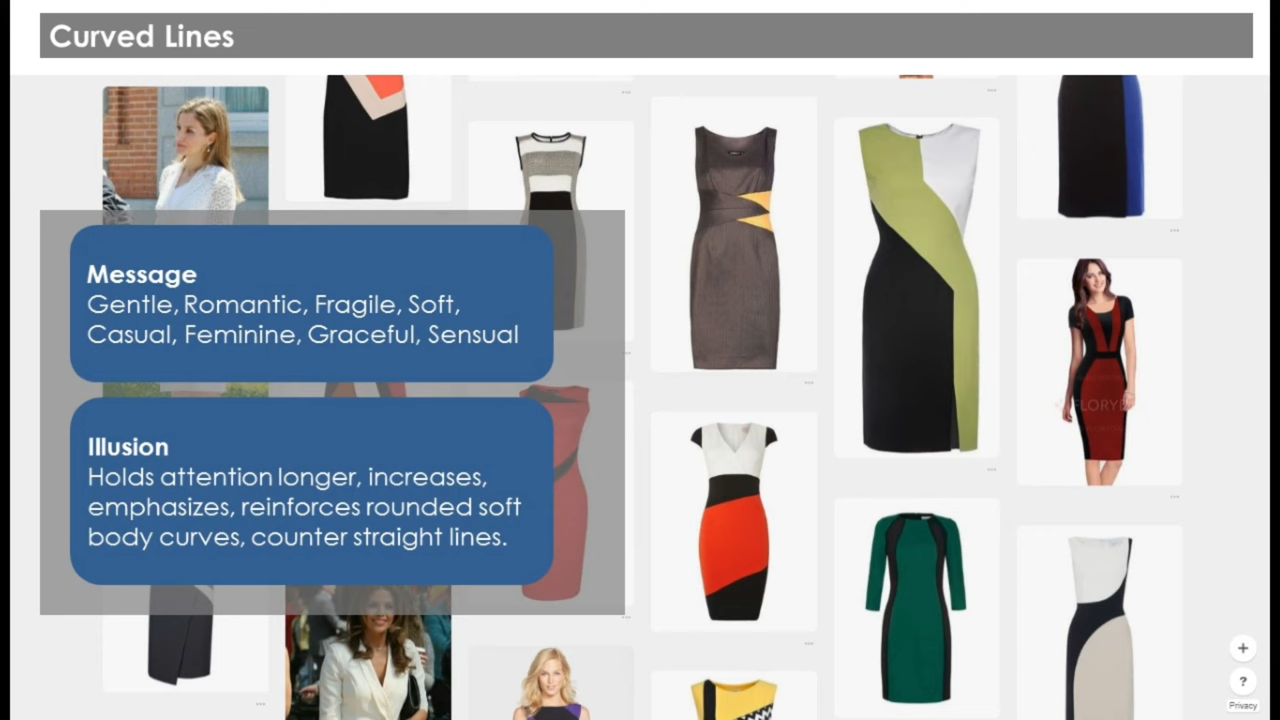 Curved Lines
Message
Gentle, Romantic, Fragile, Soft,
Casual, Feminine, Graceful, Sensual
Illusion
Holds attention longer, increases,
emphasizes, reinforces rounded soft
body curves, counter straight lines.
+
?
Privacy